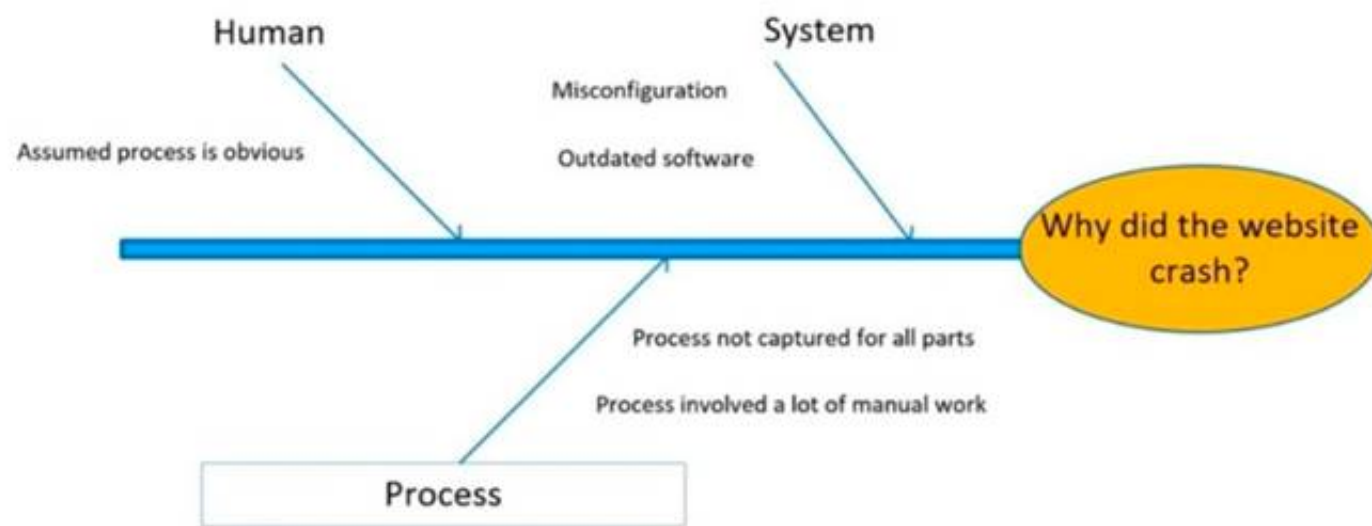 Human
System
Misconfiguration
Assumed process is obvious
Outdated software
Why did the website
crash?
Process not captured for all parts
Process involved a lot of manual work
Process